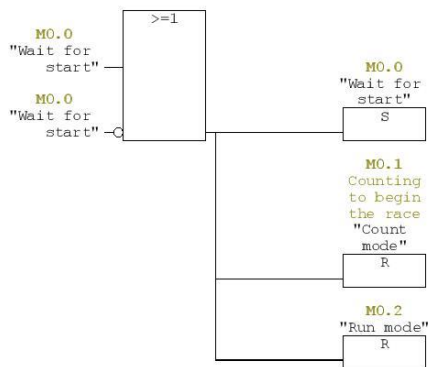 >=1
M0.0
"Wait for
start"
M0.0
"Wait for
start"
M0.0
"Wait for
start"
S
M0.1
Counting
to begin
the race
"Count
mode"
R
M0.2
"Run mode"
R